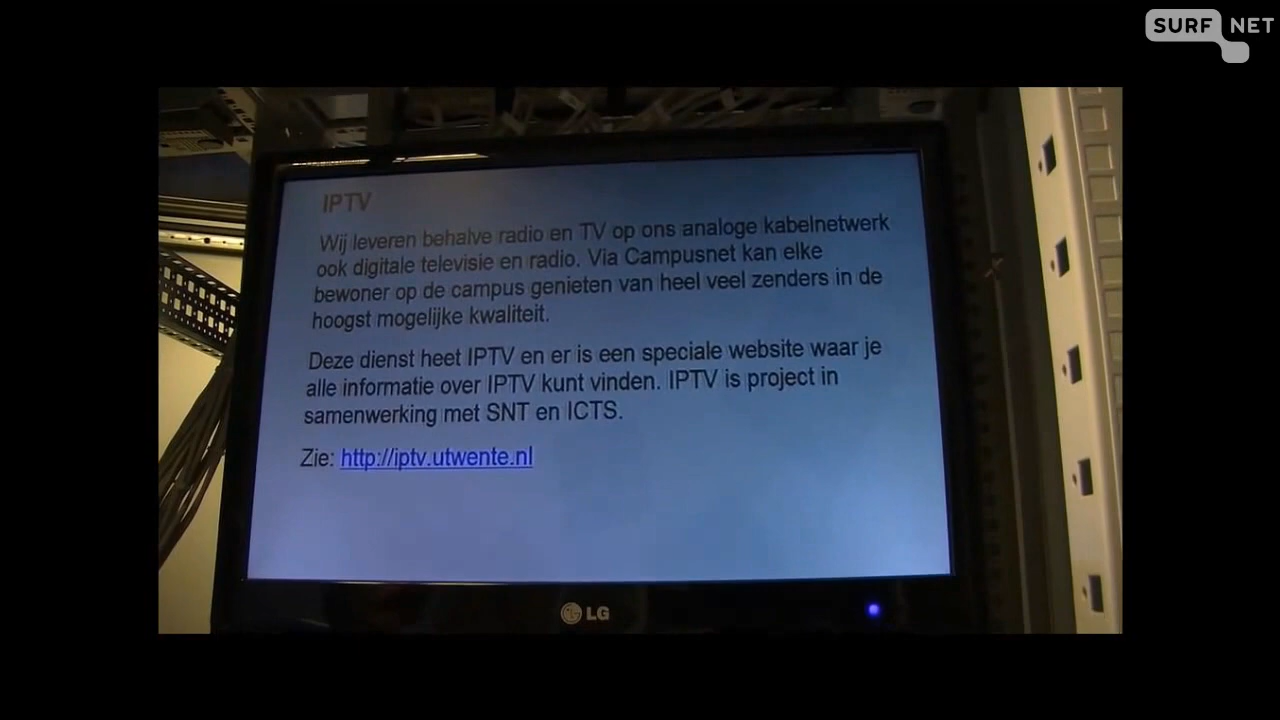 SURF NET
IPTV
Wij leveren behalve radio en TV op ons analoge kabelnetwerk
ook digitale televisie en radio. Via Campusnet kan elke
bewoner op de campus genieten van heel veel zenders in de
hoogst mogelijke kwaliteit.
Deze dienst heet IPTV en er is een speciale website waar je
alle informatie over IPTV kunt vinden. IPTV is project in
samenwerking met SNT en ICTS.
Zie: http://iptv.utwente.nl
LG